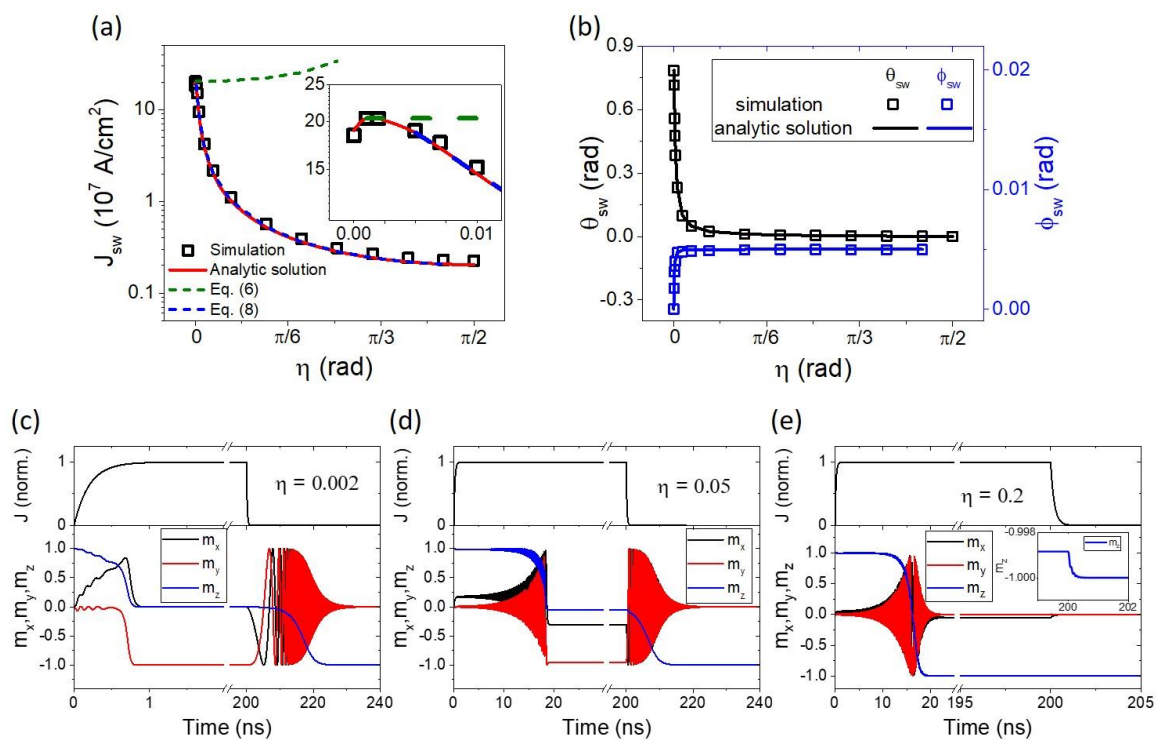 (a)
25
20
15
0.00
0.01
10
1
0.1
J_sw (10^7 A/cm^2)
Simulation
Analytic solution
Eq. (6)
Eq. (8)
0
π/6
π/3
π/2
η (rad)
(b)
0.9
0.6
0.3
0.0
-0.3
θ_sw (rad)
θ_sw
ϕ_sw
simulation
analytic solution
0.02
0.01
0.00
ϕ_sw (rad)
0
π/6
π/3
π/2
η (rad)
(c)
J (norm.)
1
0
η = 0.002
m_x,m_y,m_z
1.0
0.5
0.0
-0.5
-1.0
m_x
m_y
m_z
0
1
200
220
240
Time (ns)
(d)
J (norm.)
1
0
η = 0.05
m_x,m_y,m_z
1.0
0.5
0.0
-0.5
-1.0
m_x
m_y
m_z
0
10
20
200
220
240
Time (ns)
(e)
J (norm.)
1
0
η = 0.2
m_x,m_y,m_z
1.0
0.5
0.0
-0.5
-1.0
m_x
m_y
m_z
-0.998
-1.000
m_z
m_z
200
202
0
10
20
195
200
205
Time (ns)